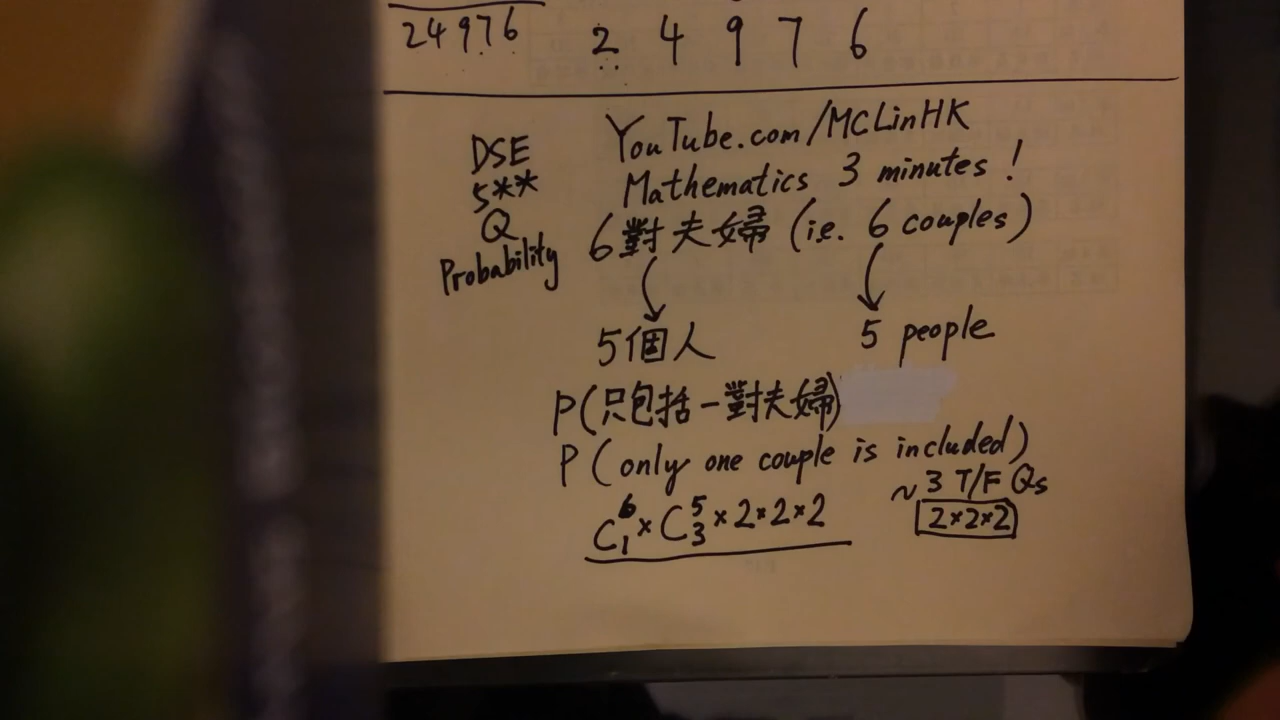 24976 2 4 9 7 6
DSE
5**
Q
Probability
YouTube.com/MCLinHK
Mathematics 3 minutes !
6對夫婦 (i.e. 6 couples)
5個人 5 people
P(只包括一對夫婦)
P(only one couple is included)
C₁⁶ × C₃⁵ × 2×2×2
~ 3 T/F Qs
2×2×2